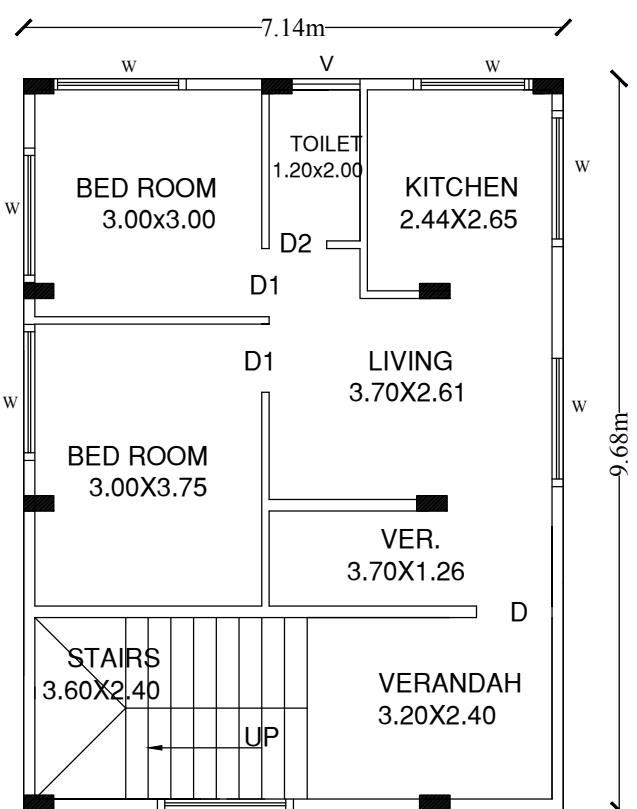 7.14m
W
V
W
TOILET
1.20x2.00
W
BED ROOM
3.00x3.00
KITCHEN
2.44X2.65
W
D2
D1
D1
LIVING
3.70X2.61
W
W
9.68m
BED ROOM
3.00X3.75
VER.
3.70X1.26
D
STAIRS
3.60X2.40
VERANDAH
3.20X2.40
UP